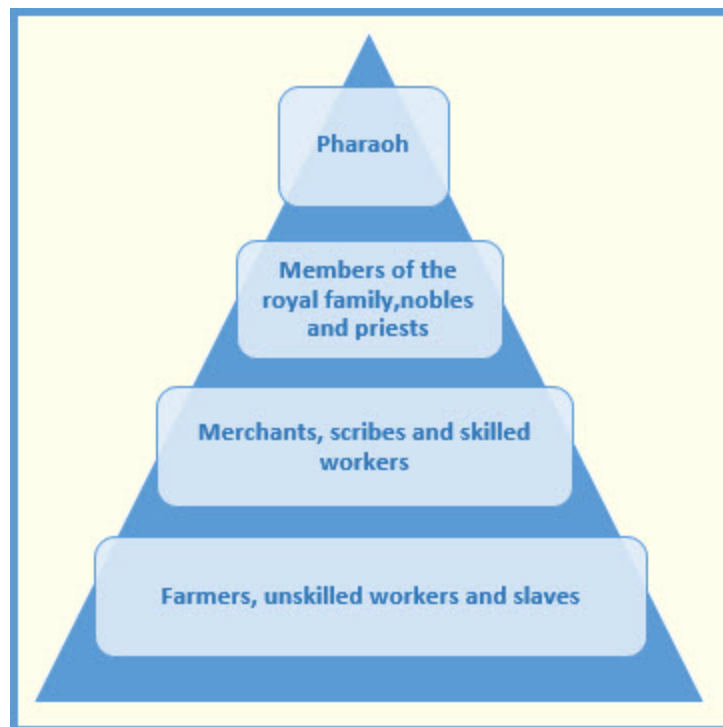 Pharaoh
Members of the
royal family,nobles
and priests
Merchants, scribes and skilled
workers
Farmers, unskilled workers and slaves